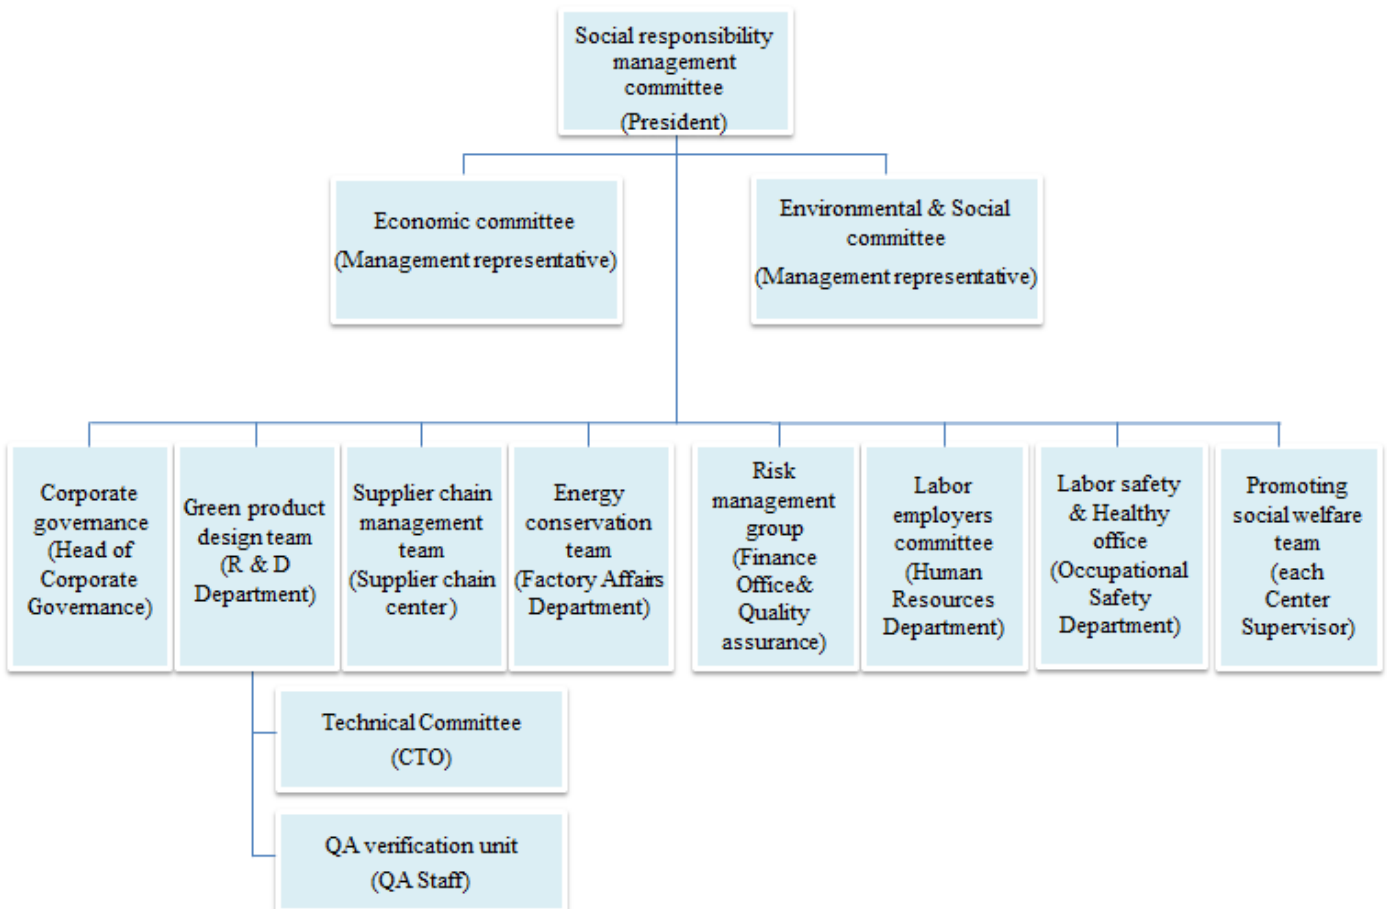 Social responsibility
management
committee
(President)
Economic committee
(Management representative)
Environmental & Social
committee
(Management representative)
Corporate
governance
(Head of
Corporate
Governance)
Green product
design team
(R & D
Department)
Supplier chain
management
team
(Supplier chain
center)
Energy
conservation
team
(Factory Affairs
Department)
Risk
management
group
(Finance
Office&
Quality
assurance)
Labor
employers
committee
(Human
Resources
Department)
Labor safety
& Healthy
office
(Occupational
Safety
Department)
Promoting
social welfare
team
(each
Center
Supervisor)
Technical Committee
(CTO)
QA verification unit
(QA Staff)